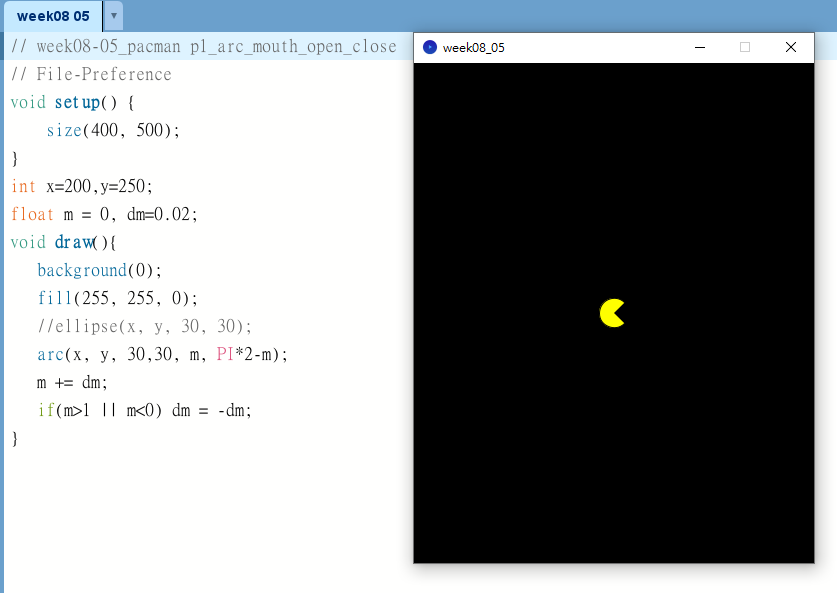 week08 05
// week08-05_pacman p1_arc_mouth_open_close
// File-Preference
void setup() {
    size(400, 500);
}
int x=200,y=250;
float m = 0, dm=0.02;
void draw(){
   background(0);
   fill(255, 255, 0);
   //ellipse(x, y, 30, 30);
   arc(x, y, 30,30, m, PI*2-m);
   m += dm;
   if(m>1 || m<0) dm = -dm;
}
week08_05